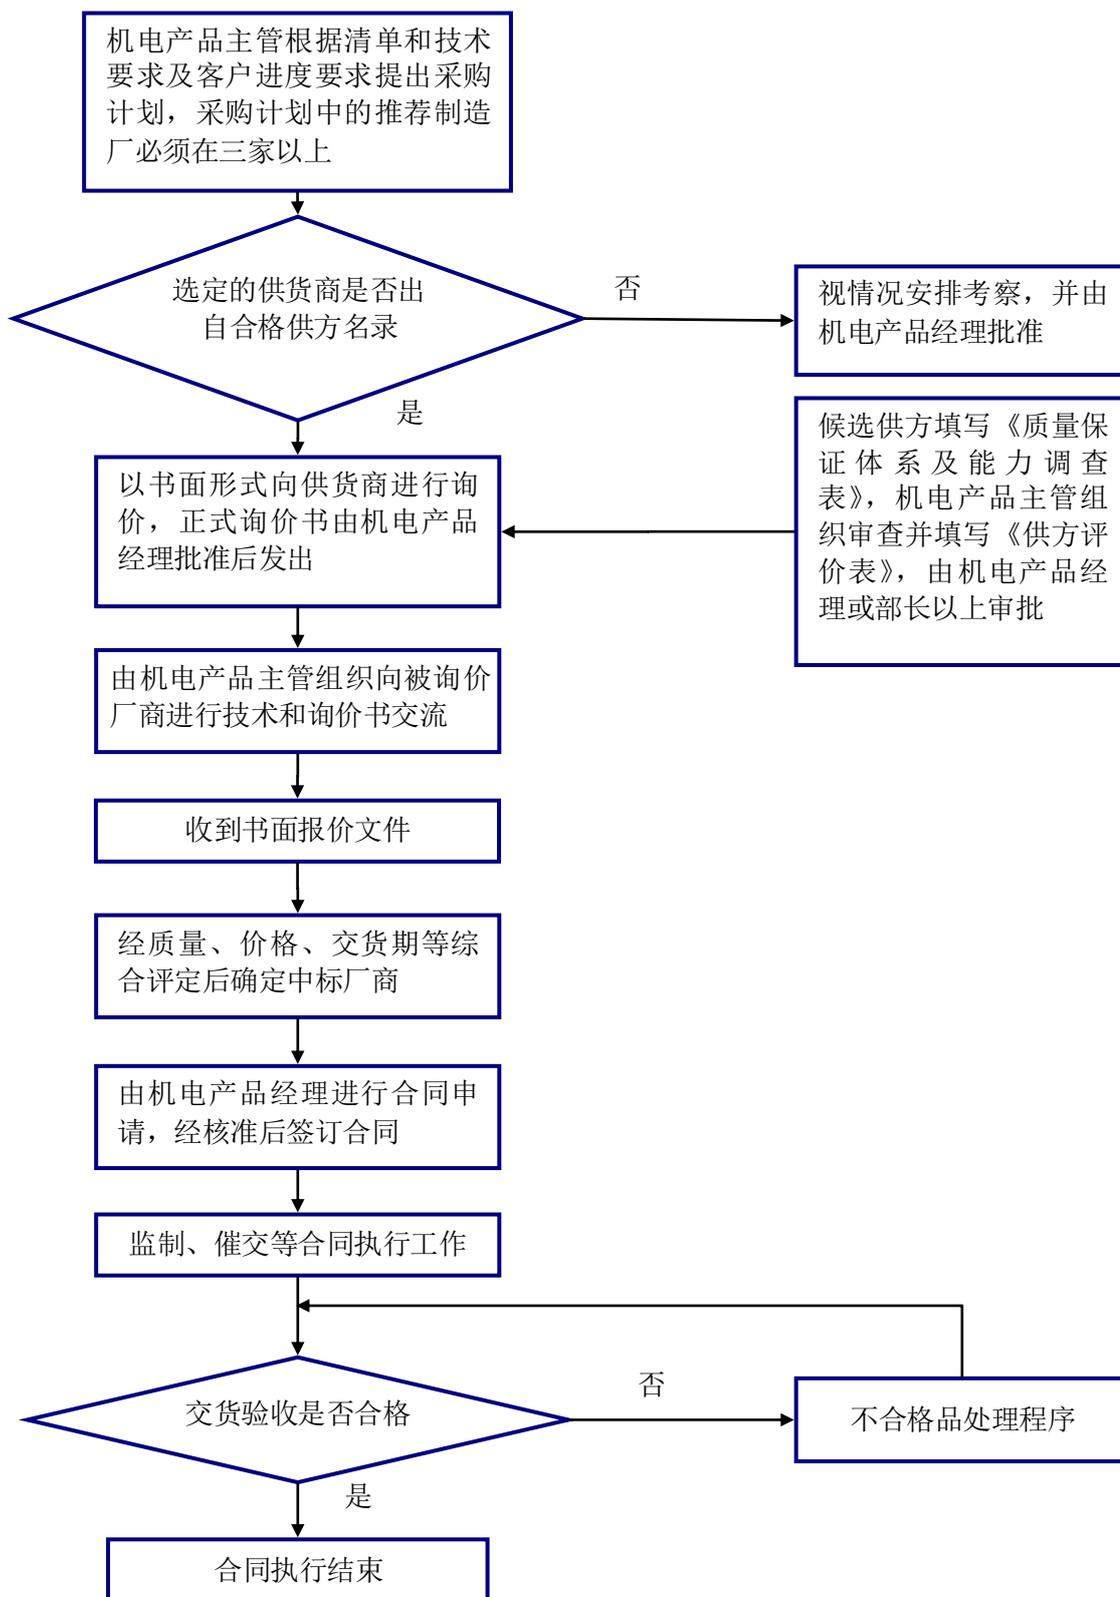 机电产品主管根据清单和技术
要求及客户进度要求提出采购
计划，采购计划中的推荐制造
厂必须在三家以上
选定的供货商是否出
自合格供方名录
否
视情况安排考察，并由
机电产品经理批准
是
候选供方填写《质量保
证体系及能力调查
表》，机电产品主管组
织审查并填写《供方评
价表》，由机电产品经
理或部长以上审批
以书面形式向供货商进行询
价，正式询价书由机电产品
经理批准后发出
由机电产品主管组织向被询价
厂商进行技术和询价书交流
收到书面报价文件
经质量、价格、交货期等综
合评定后确定中标厂商
由机电产品经理进行合同申
请，经核准后签订合同
监制、催交等合同执行工作
交货验收是否合格
否
不合格品处理程序
是
合同执行结束